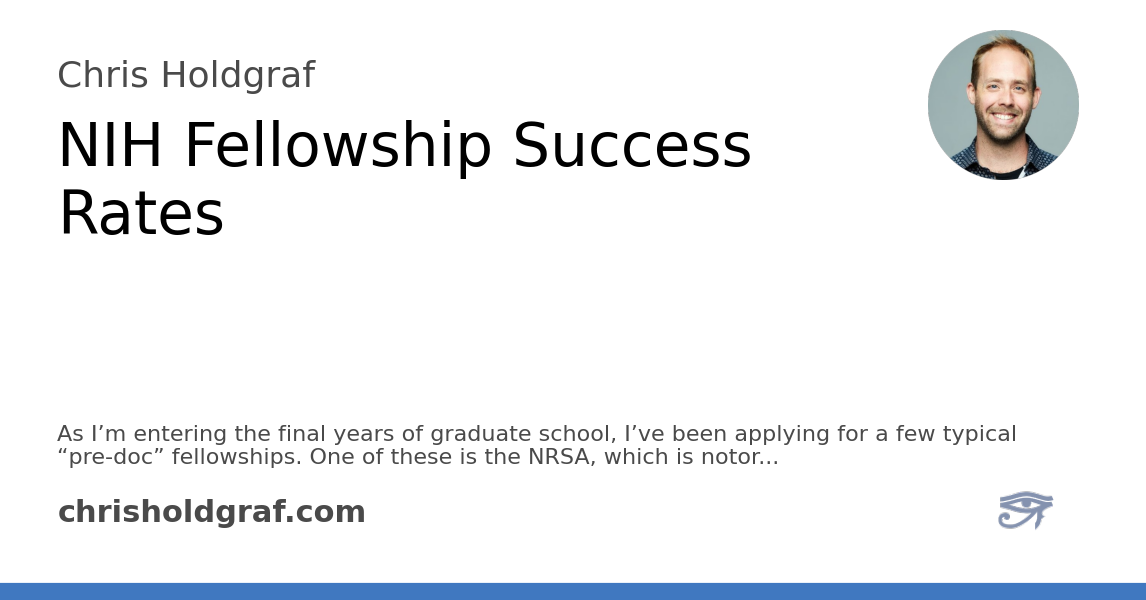 Chris Holdgraf
NIH Fellowship Success
Rates
As I’m entering the final years of graduate school, I’ve been applying for a few typical
“pre-doc” fellowships. One of these is the NRSA, which is notor...
chrisholdgraf.com